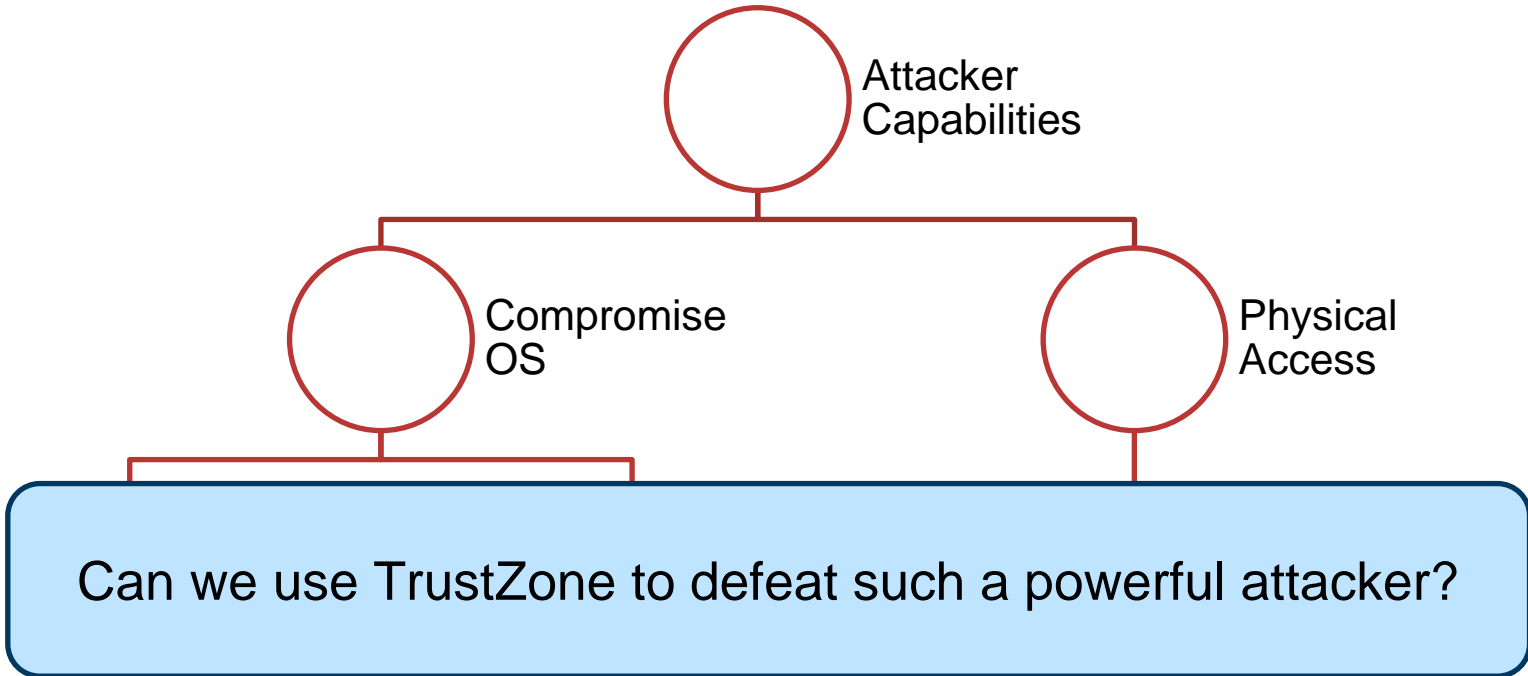 Attacker
Capabilities
Compromise
OS
Physical
Access
Can we use TrustZone to defeat such a powerful attacker?